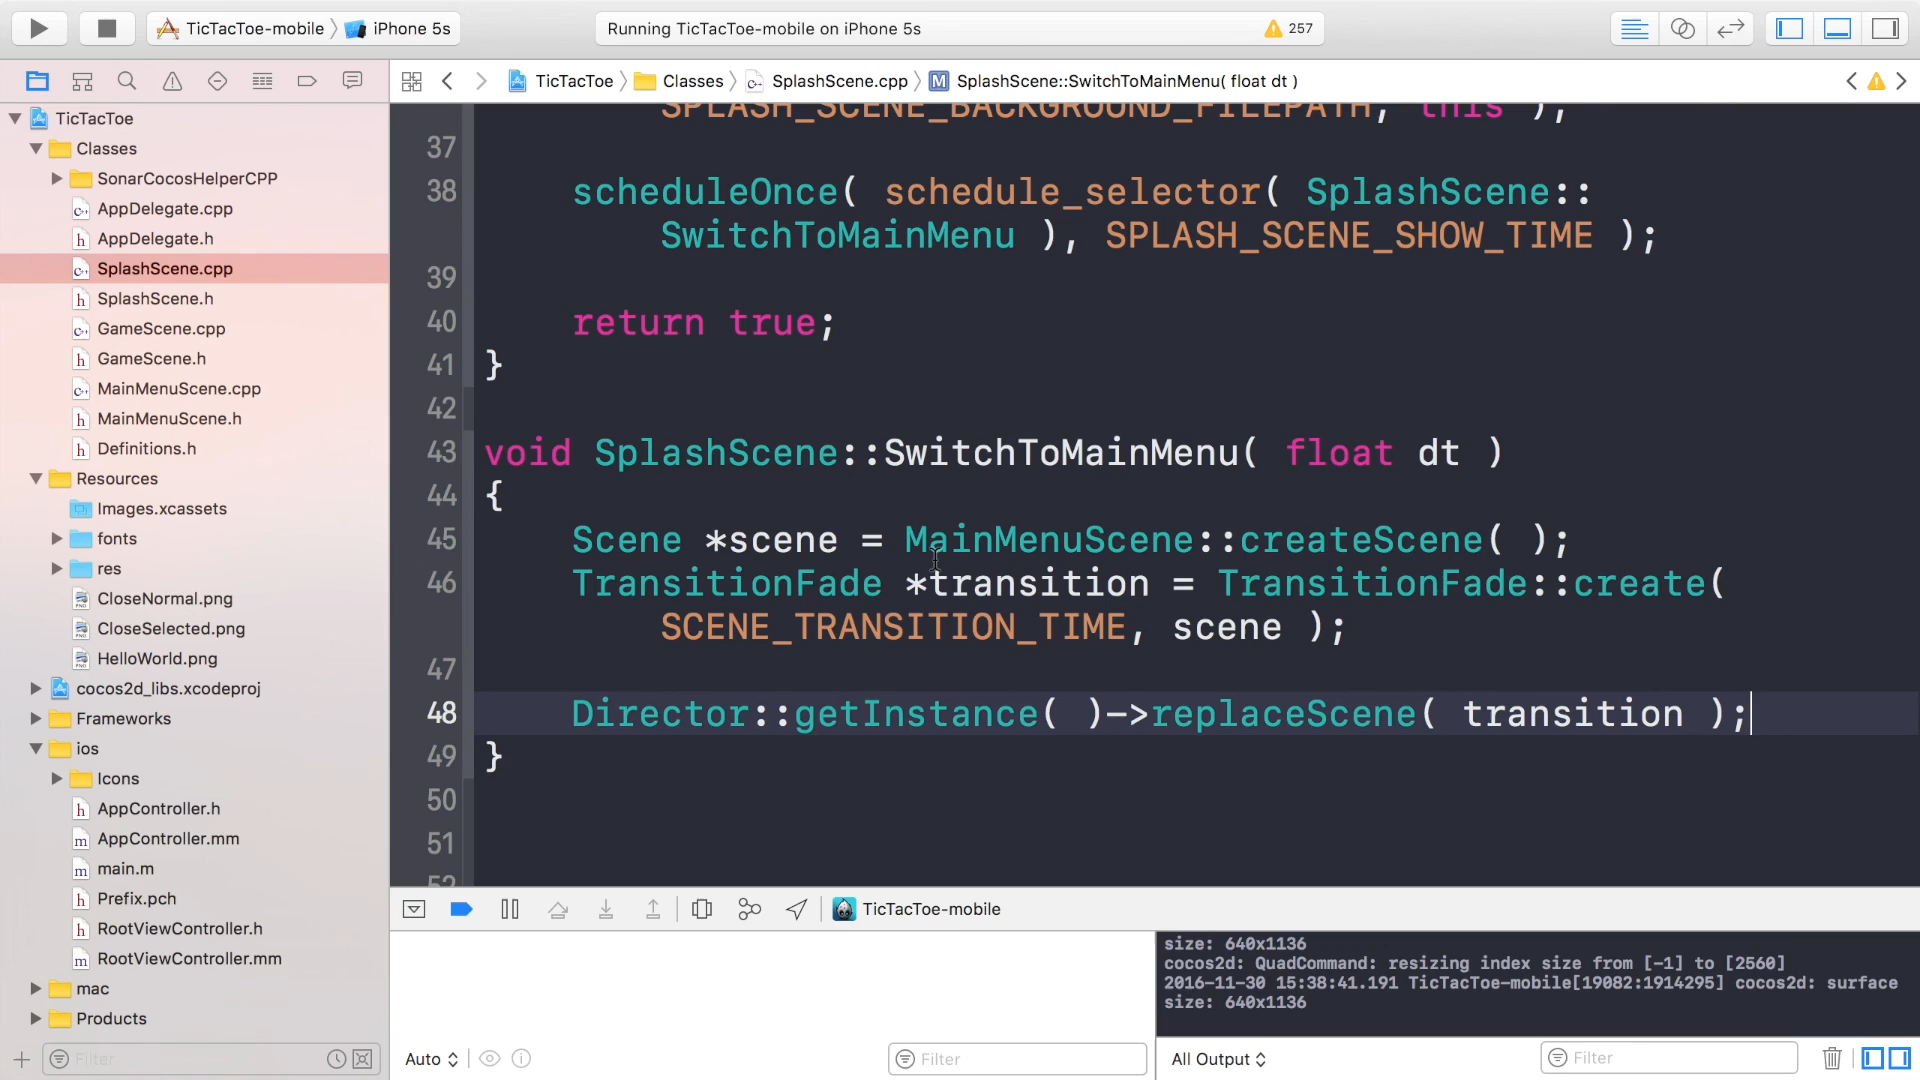 TicTacToe-mobile iPhone 5s Running TicTacToe-mobile on iPhone 5s 257
TicTacToe Classes SplashScene.cpp M SplashScene::SwitchToMainMenu( float dt )
TicTacToe
Classes
SonarCocosHelperCPP
AppDelegate.cpp
AppDelegate.h
SplashScene.cpp
SplashScene.h
GameScene.cpp
GameScene.h
MainMenuScene.cpp
MainMenuScene.h
Definitions.h
Resources
Images.xcassets
fonts
res
CloseNormal.png
CloseSelected.png
HelloWorld.png
cocos2d_libs.xcodeproj
Frameworks
ios
Icons
AppController.h
AppController.mm
main.m
Prefix.pch
RootViewController.h
RootViewController.mm
mac
Products
Filter
SPLASH_SCENE_BACKGROUND_FILEPATH, this );
37
38 scheduleOnce( schedule_selector( SplashScene::
SwitchToMainMenu ), SPLASH_SCENE_SHOW_TIME );
39
40 return true;
41 }
42
43 void SplashScene::SwitchToMainMenu( float dt )
44 {
45 Scene *scene = MainMenuScene::createScene( );
46 TransitionFade *transition = TransitionFade::create(
SCENE_TRANSITION_TIME, scene );
47
48 Director::getInstance( )->replaceScene( transition );
49 }
50
51
52
TicTacToe-mobile
size: 640x1136
cocos2d: QuadCommand: resizing index size from [-1] to [2560]
2016-11-30 15:38:41.191 TicTacToe-mobile[19082:1914295] cocos2d: surface
size: 640x1136
Auto Filter All Output Filter